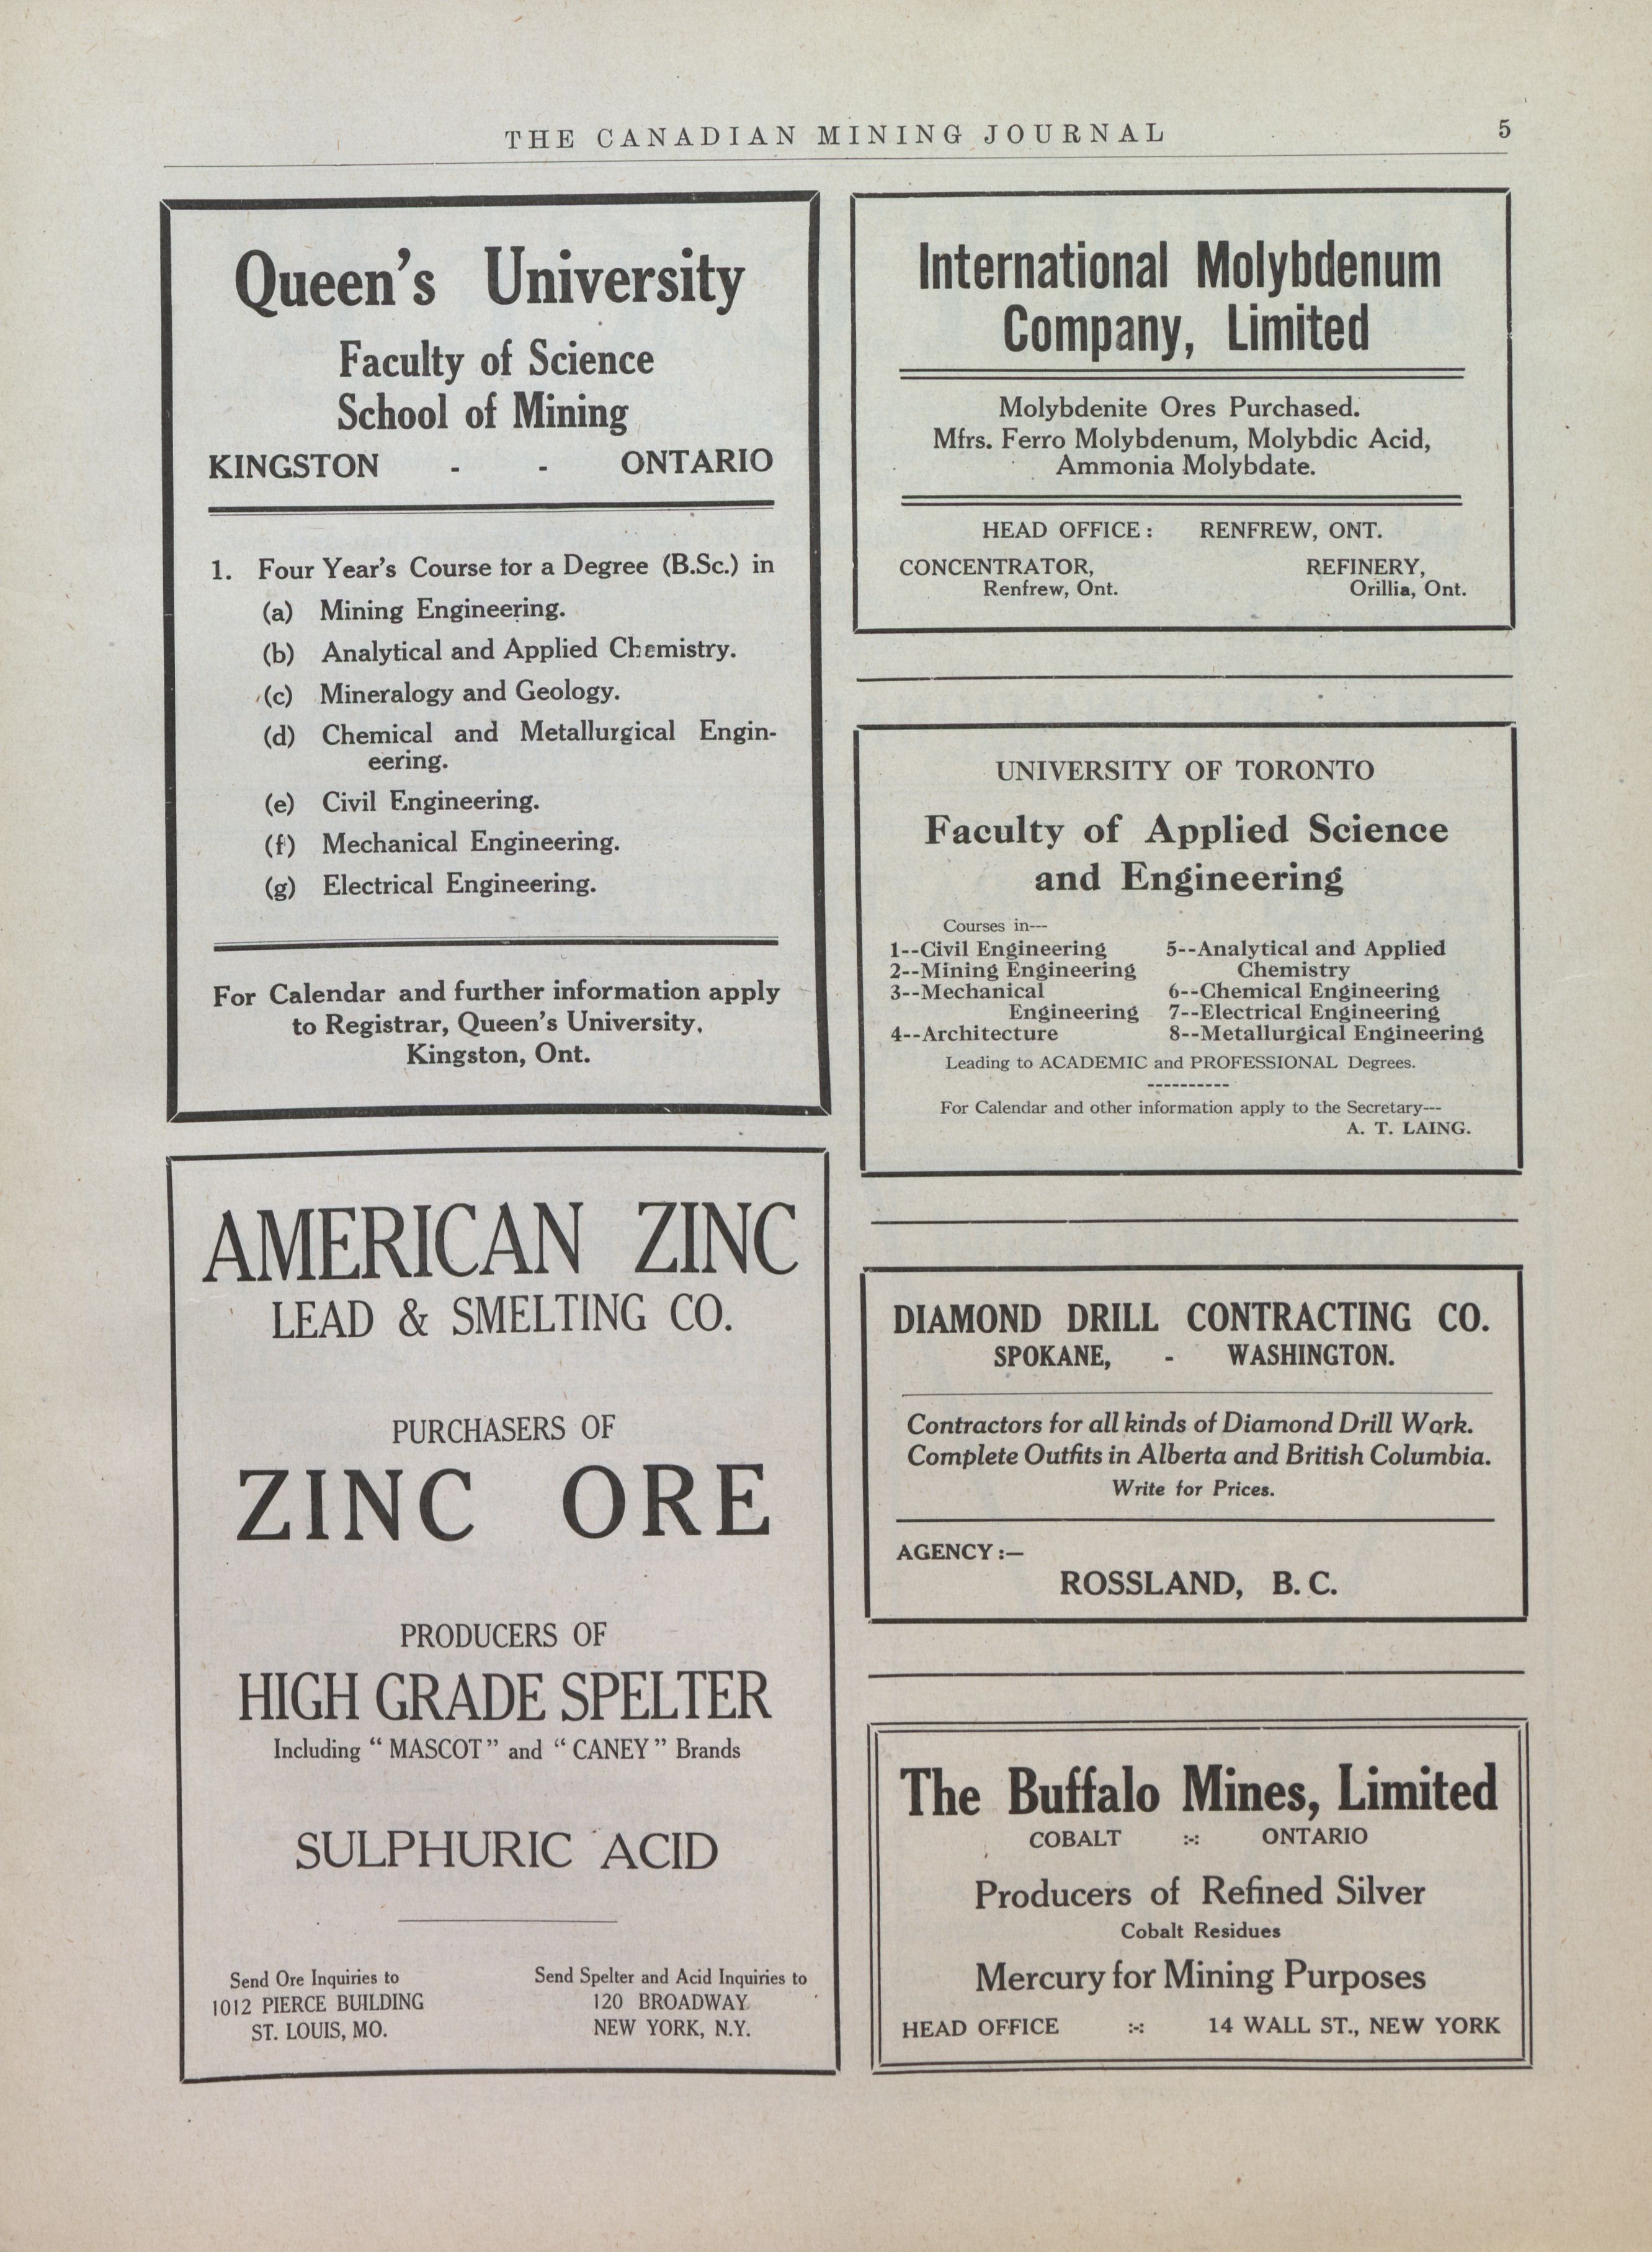 THE CANADIAN MINING JOURNAL 5
Queen's University
Faculty of Science
School of Mining
KINGSTON - - ONTARIO
1. Four Year's Course for a Degree (B.Sc.) in
(a) Mining Engineering.
(b) Analytical and Applied Chemistry.
(c) Mineralogy and Geology.
(d) Chemical and Metallurgical Engin-
eering.
(e) Civil Engineering.
(f) Mechanical Engineering.
(g) Electrical Engineering.
For Calendar and further information apply
to Registrar, Queen's University,
Kingston, Ont.
AMERICAN ZINC
LEAD & SMELTING CO.
PURCHASERS OF
ZINC ORE
PRODUCERS OF
HIGH GRADE SPELTER
Including "MASCOT" and "CANEY" Brands
SULPHURIC ACID
Send Ore Inquiries to
1012 PIERCE BUILDING
ST. LOUIS, MO.
Send Spelter and Acid Inquiries to
120 BROADWAY
NEW YORK, N.Y.
International Molybdenum
Company, Limited
Molybdenite Ores Purchased.
Mfrs. Ferro Molybdenum, Molybdic Acid,
Ammonia Molybdate.
HEAD OFFICE: RENFREW, ONT.
CONCENTRATOR,
Renfrew, Ont.
REFINERY,
Orillia, Ont.
UNIVERSITY OF TORONTO
Faculty of Applied Science
and Engineering
Courses in---
1--Civil Engineering
2--Mining Engineering
3--Mechanical
Engineering
4--Architecture
5--Analytical and Applied
Chemistry
6--Chemical Engineering
7--Electrical Engineering
8--Metallurgical Engineering
Leading to ACADEMIC and PROFESSIONAL Degrees.
----------
For Calendar and other information apply to the Secretary---
A. T. LAING.
DIAMOND DRILL CONTRACTING CO.
SPOKANE, - WASHINGTON.
Contractors for all kinds of Diamond Drill Work.
Complete Outfits in Alberta and British Columbia.
Write for Prices.
AGENCY:—
ROSSLAND, B. C.
The Buffalo Mines, Limited
COBALT :-: ONTARIO
Producers of Refined Silver
Cobalt Residues
Mercury for Mining Purposes
HEAD OFFICE :-: 14 WALL ST., NEW YORK